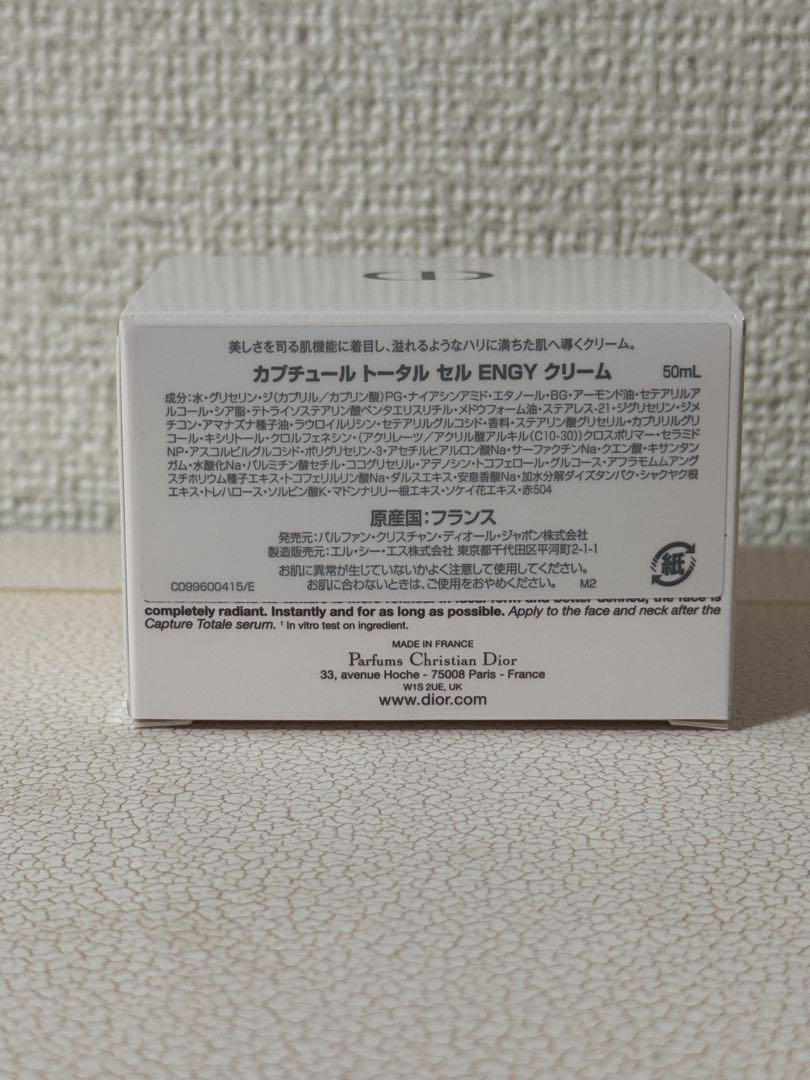 美しさを司る肌機能に着目し、溢れるようなハリに満ちた肌へ導くクリーム。
カプチュール トータル セル ENGY クリーム 50mL
成分:水・グリセリン・ジ(カプリル/カプリン酸)PG・ナイアシンアミド・エタノール・BG・アーモンド油・セテアリルア
ルコール・シア脂・テトライソステアリン酸ペンタエリスリチル・メドウフォーム油・ステアレス-21・ジグリセリン・ジメ
チコン・アマナズナ種子油・ラウロイルリシン・セテアリルグルコシド・香料・ステアリン酸グリセリル・カプリリルグリ
コール・キシリトール・クロルフェネシン・(アクリレーツ/アクリル酸アルキル(C10-30))クロスポリマー・セラミド
NP・アスコルビルグルコシド・ポリグリセリン-3・アセチルヒアルロン酸Na・サーファクチンNa・クエン酸・キサンタン
ガム・水酸化Na・パルミチン酸セチル・ココグリセリル・アデノシン・トコフェロール・グルコース・アフラモムムアング
スチホリウム種子エキス・トコフェリルリン酸Na・ダルスエキス・安息香酸Na・加水分解ダイズタンパク・シャクヤク根
エキス・トレハロース・ソルビン酸K・マドンナリリー根エキス・ソケイ花エキス・赤504
原産国:フランス
発売元:パルファン・クリスチャン・ディオール・ジャポン株式会社
製造販売元:エル・シー・エス株式会社 東京都千代田区平河町2-1-1
お肌に異常が生じていないかよく注意して使用してください。
C099600415/E お肌に合わないときは、ご使用をおやめください。 M2
紙
completely radiant. Instantly and for as long as possible. Apply to the face and neck after the
Capture Totale serum. ¹ In vitro test on ingredient.
MADE IN FRANCE
Parfums Christian Dior
33, avenue Hoche - 75008 Paris - France
W1S 2UE, UK
www.dior.com